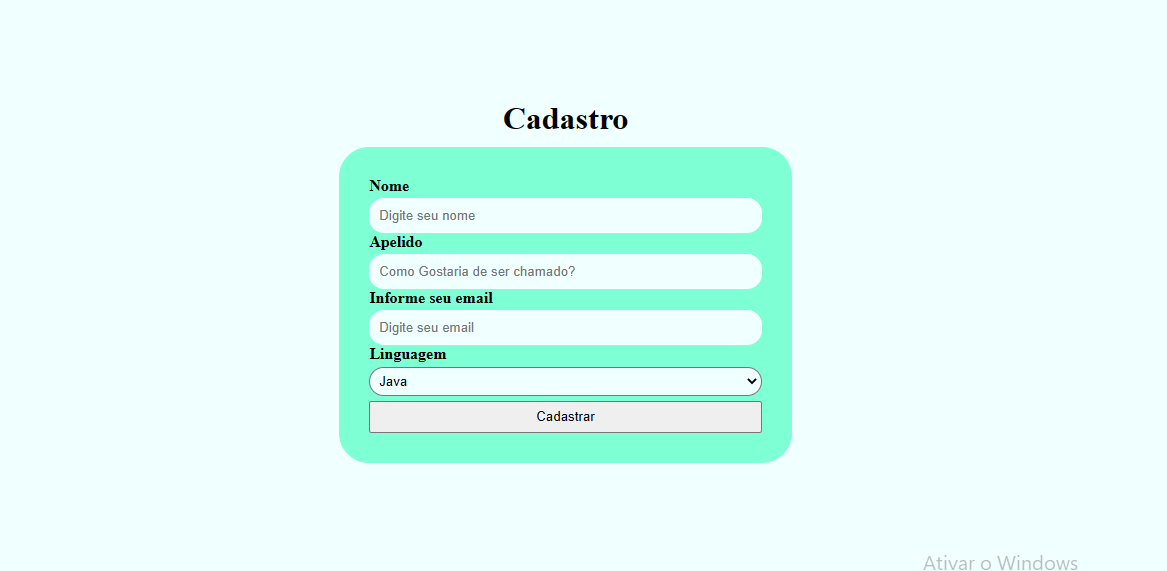 Cadastro
Nome
Digite seu nome
Apelido
Como Gostaria de ser chamado?
Informe seu email
Digite seu email
Linguagem
Java
Cadastrar
Ativar o Windows